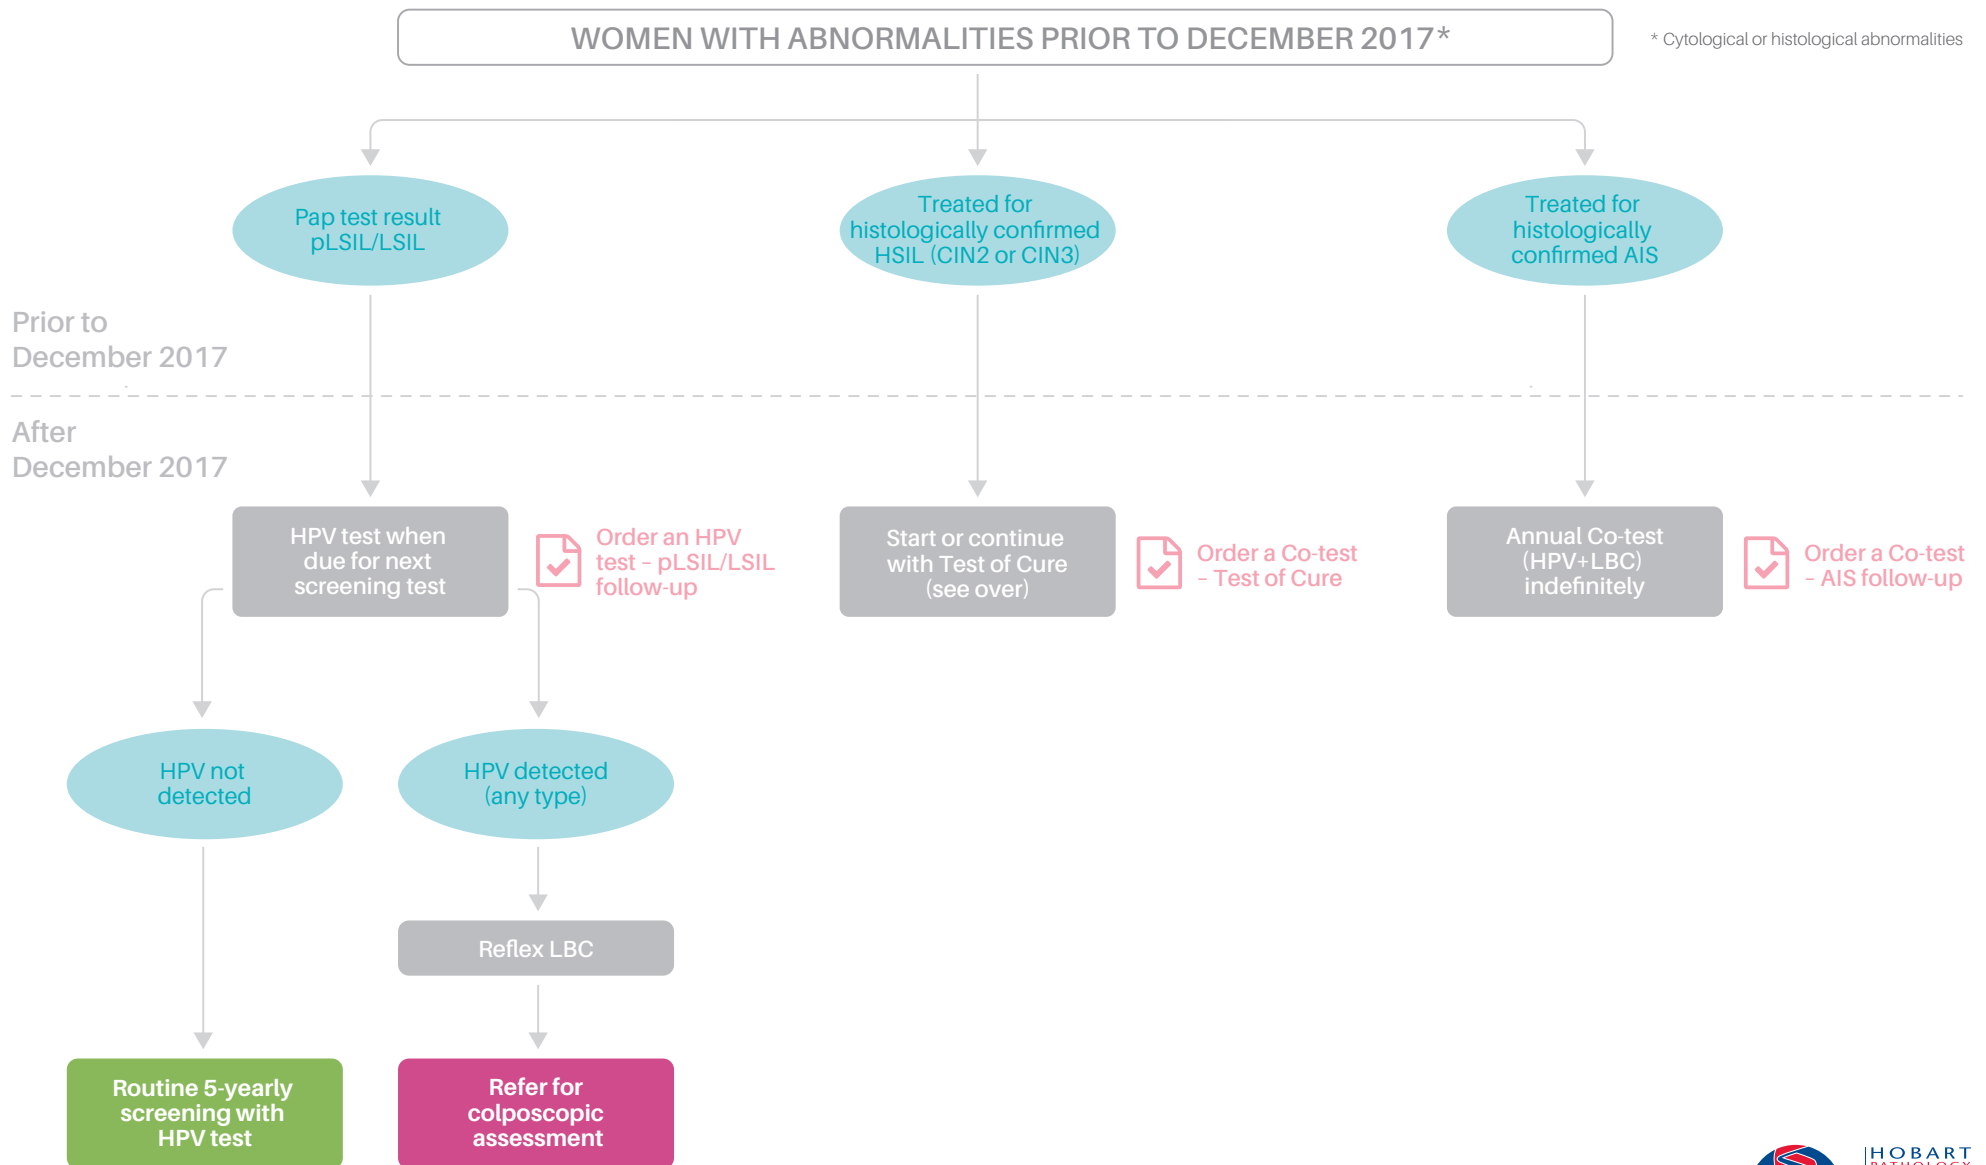 WOMEN WITH ABNORMALITIES PRIOR TO DECEMBER 2017*
* Cytological or histological abnormalities
Pap test result
pLSIL/LSIL
Treated for
histologically confirmed
HSIL (CIN2 or CIN3)
Treated for
histologically
confirmed AIS
Prior to
December 2017
After
December 2017
HPV test when
due for next
screening test
Order an HPV
test – pLSIL/LSIL
follow-up
Start or continue
with Test of Cure
(see over)
Order a Co-test
– Test of Cure
Annual Co-test
(HPV+LBC)
indefinitely
Order a Co-test
– AIS follow-up
HPV not
detected
HPV detected
(any type)
Reflex LBC
Routine 5-yearly
screening with
HPV test
Refer for
colposcopic
assessment
HOBART
PATHOLOGY